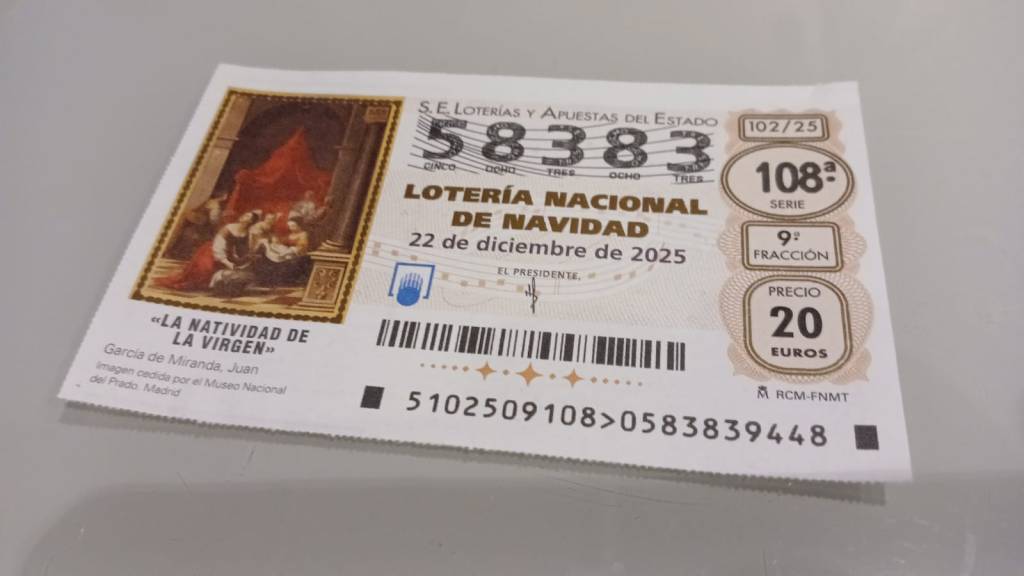 S. E. LOTERÍAS Y APUESTAS DEL ESTADO
58383
CINCO OCHO TRES OCHO TRES
LOTERÍA NACIONAL
DE NAVIDAD
22 de diciembre de 2025
EL PRESIDENTE,
102/25
108ª
SERIE
9ª
FRACCIÓN
PRECIO
20
EUROS
RCM-FNMT
«LA NATIVIDAD DE
LA VIRGEN»
García de Miranda, Juan
Imagen cedida por el Museo Nacional
del Prado. Madrid
5102509108>0583839448